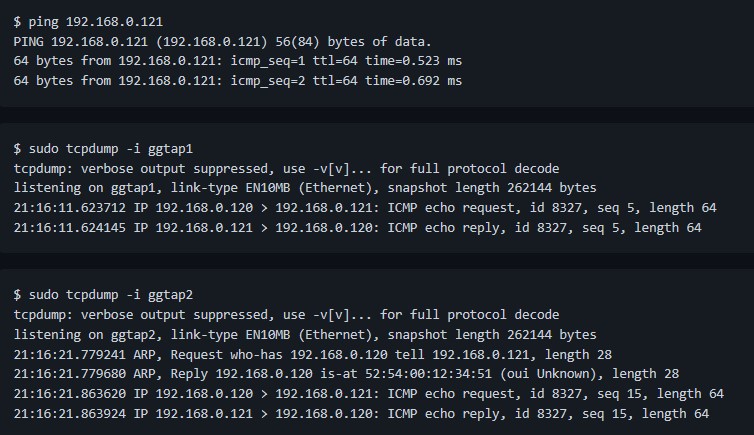 $ ping 192.168.0.121
PING 192.168.0.121 (192.168.0.121) 56(84) bytes of data.
64 bytes from 192.168.0.121: icmp_seq=1 ttl=64 time=0.523 ms
64 bytes from 192.168.0.121: icmp_seq=2 ttl=64 time=0.692 ms
$ sudo tcpdump -i ggtap1
tcpdump: verbose output suppressed, use -v[v]... for full protocol decode
listening on ggtap1, link-type EN10MB (Ethernet), snapshot length 262144 bytes
21:16:11.623712 IP 192.168.0.120 > 192.168.0.121: ICMP echo request, id 8327, seq 5, length 64
21:16:11.624145 IP 192.168.0.121 > 192.168.0.120: ICMP echo reply, id 8327, seq 5, length 64
$ sudo tcpdump -i ggtap2
tcpdump: verbose output suppressed, use -v[v]... for full protocol decode
listening on ggtap2, link-type EN10MB (Ethernet), snapshot length 262144 bytes
21:16:21.779241 ARP, Request who-has 192.168.0.120 tell 192.168.0.121, length 28
21:16:21.779680 ARP, Reply 192.168.0.120 is-at 52:54:00:12:34:51 (oui Unknown), length 28
21:16:21.863620 IP 192.168.0.120 > 192.168.0.121: ICMP echo request, id 8327, seq 15, length 64
21:16:21.863924 IP 192.168.0.121 > 192.168.0.120: ICMP echo reply, id 8327, seq 15, length 64